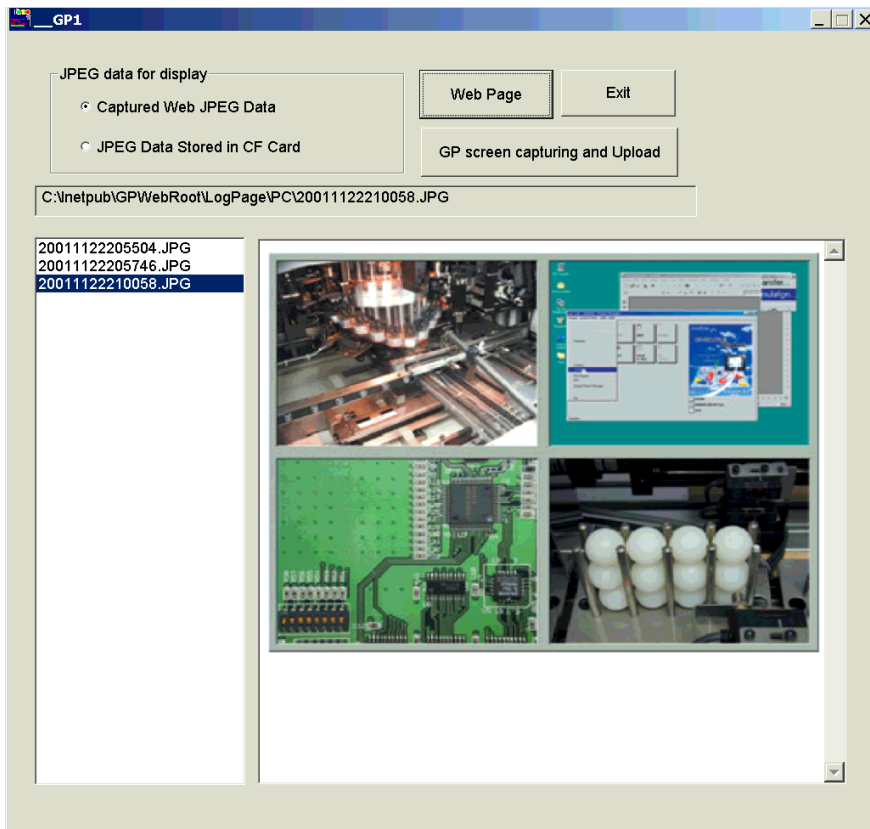 __GP1
JPEG data for display
Captured Web JPEG Data
JPEG Data Stored in CF Card
Web Page
Exit
GP screen capturing and Upload
C:\Inetpub\GPWebRoot\LogPage\PC\20011122210058.JPG
20011122205504.JPG
20011122205746.JPG
20011122210058.JPG